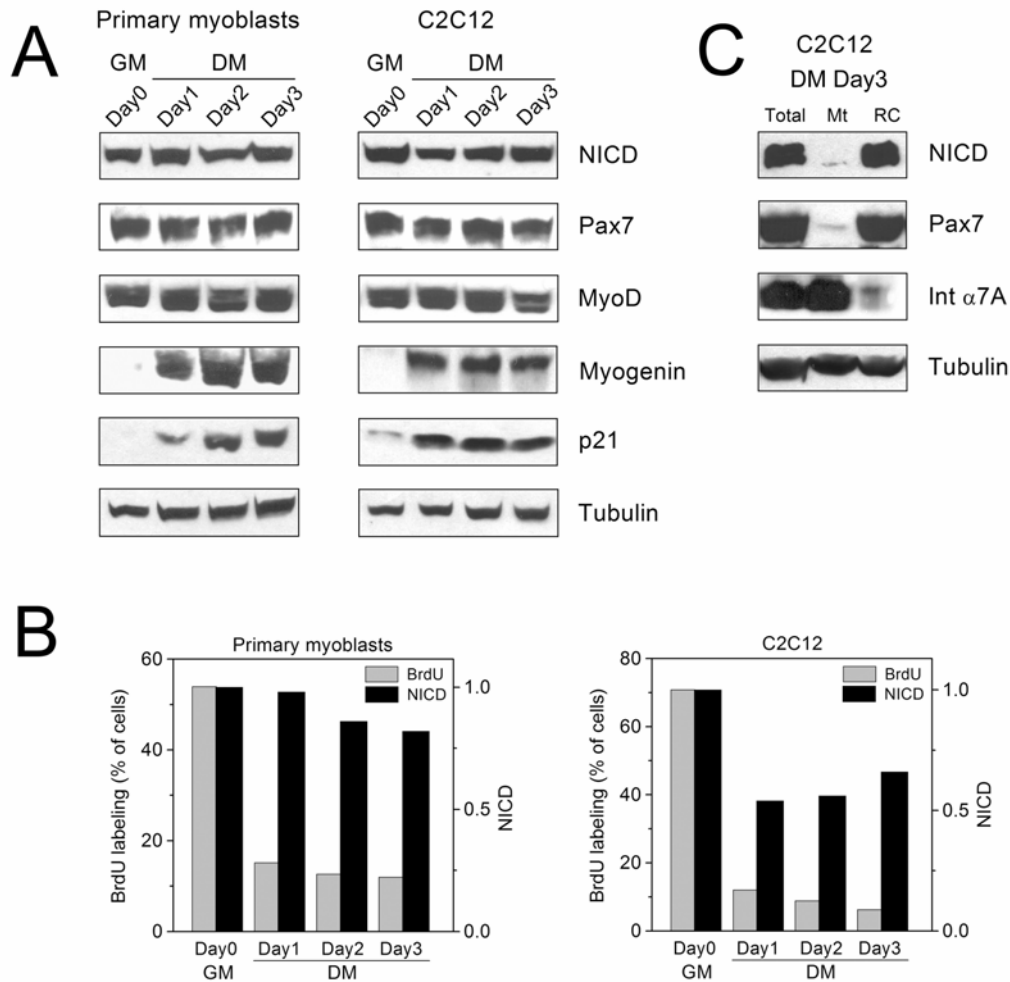 A
Primary myoblasts
GM DM
Day0 Day1 Day2 Day3
C2C12
GM DM
Day0 Day1 Day2 Day3
NICD
Pax7
MyoD
Myogenin
p21
Tubulin
C
C2C12
DM Day3
Total Mt RC
NICD
Pax7
Int α7A
Tubulin
B
Primary myoblasts
BrdU
NICD
BrdU labeling (% of cells)
60
40
20
0
NICD
1.0
0.5
0.0
Day0 Day1 Day2 Day3
GM DM
C2C12
BrdU
NICD
BrdU labeling (% of cells)
80
60
40
20
0
NICD
1.0
0.5
0.0
Day0 Day1 Day2 Day3
GM DM